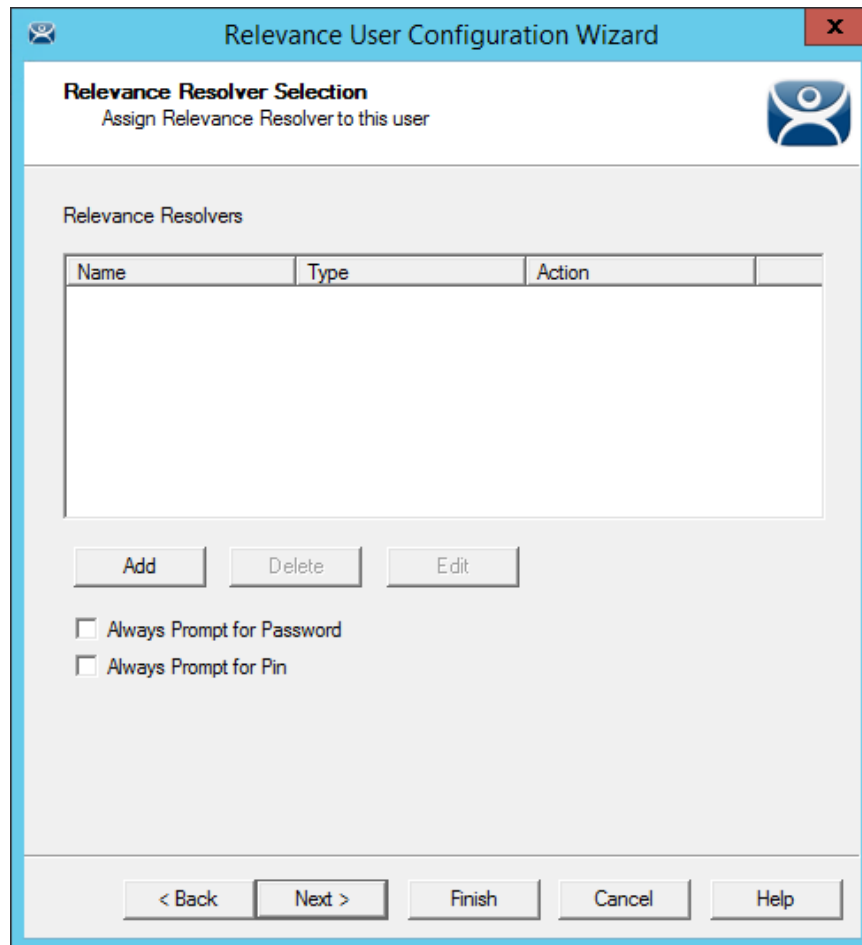 Relevance User Configuration Wizard
x
Relevance Resolver Selection
Assign Relevance Resolver to this user
Relevance Resolvers
Name Type Action
Add Delete Edit
Always Prompt for Password
Always Prompt for Pin
< Back Next > Finish Cancel Help